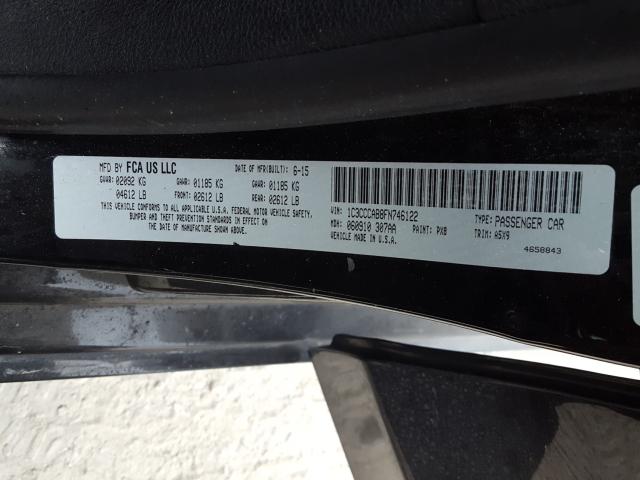 MFD BY FCA US LLC DATE OF MFR(BUILT): 6-15
GVWR: 02092 KG GAWR: 01185 KG GAWR: 01185 KG
04612 LB FRONT: 02612 LB REAR: 02612 LB
THIS VEHICLE CONFORMS TO ALL APPLICABLE U.S.A. FEDERAL MOTOR VEHICLE SAFETY,
BUMPER AND THEFT PREVENTION STANDARDS IN EFFECT ON
THE DATE OF MANUFACTURE SHOWN ABOVE.
VIN: 1C3CCCAB8FN746122 TYPE: PASSENGER CAR
MDH: 060910 307AA PAINT: PX8 TRIM: A5X9
VEHICLE MADE IN U.S.A. 4658843